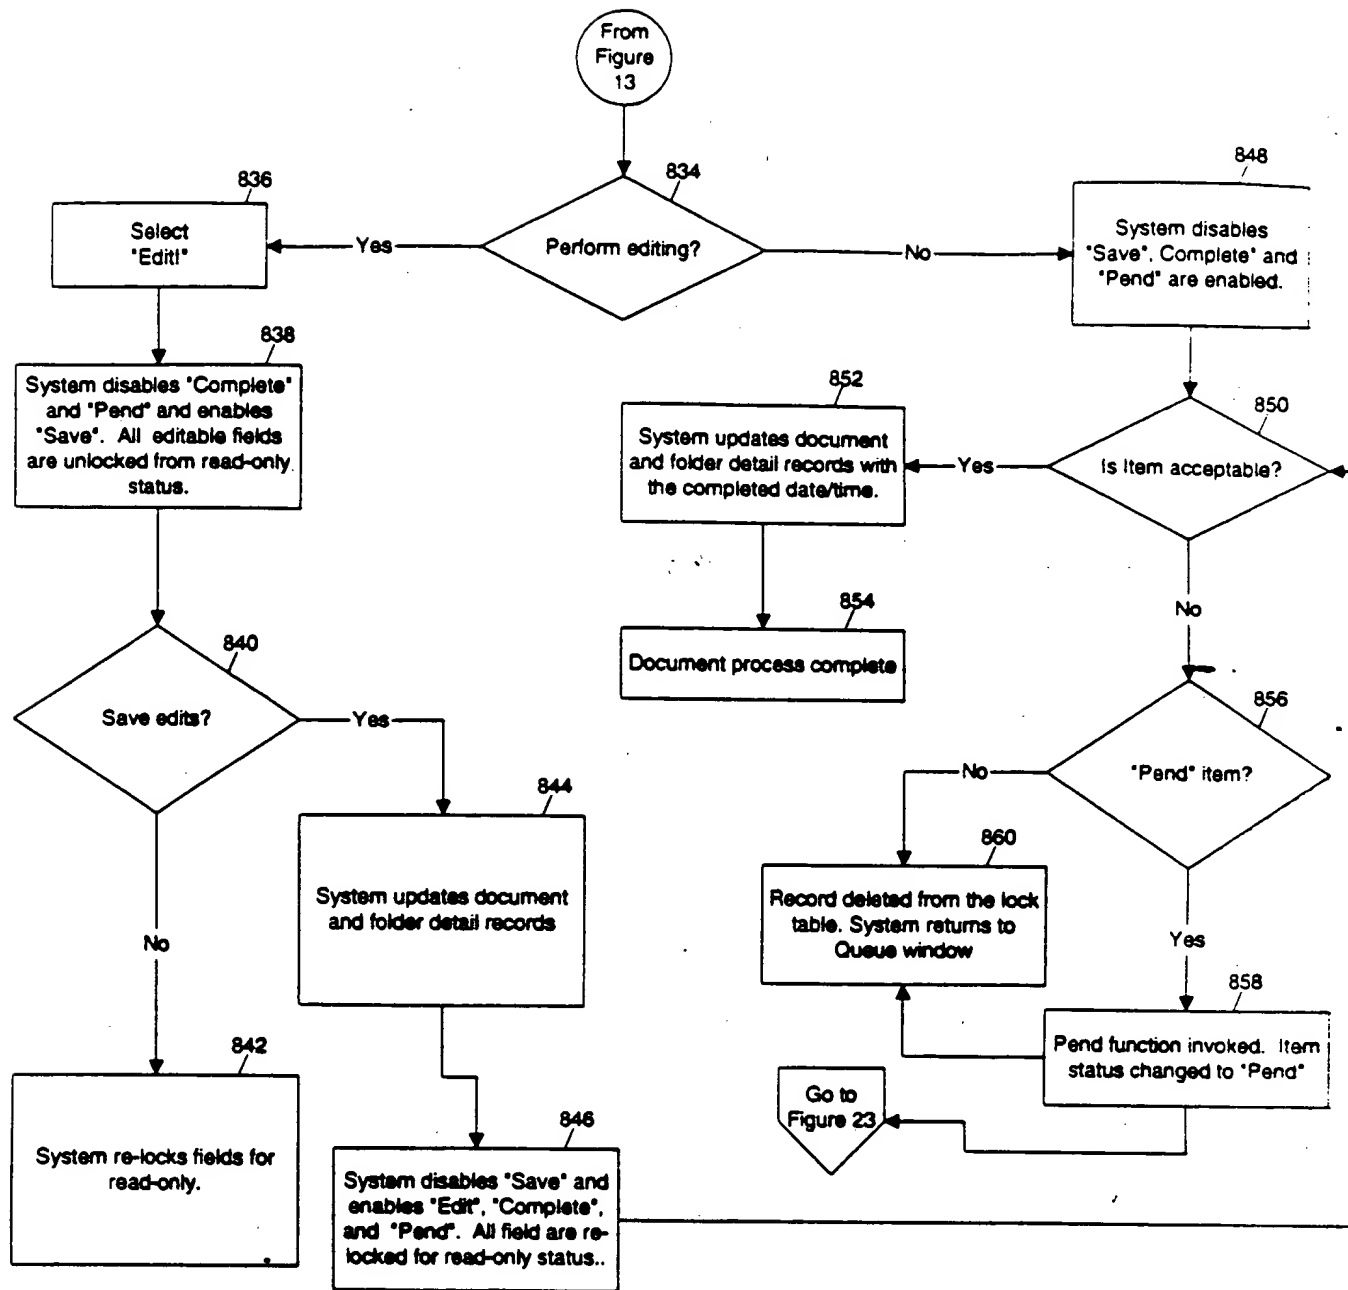 From
Figure
13
834
Perform editing?
Yes
No
836
Select
"Edit!"
838
System disables "Complete"
and "Pend" and enables
"Save". All editable fields
are unlocked from read-only
status.
840
Save edits?
Yes
No
842
System re-locks fields for
read-only.
844
System updates document
and folder detail records
846
System disables "Save" and
enables "Edit", "Complete",
and "Pend". All field are re-
locked for read-only status..
848
System disables
"Save", Complete" and
"Pend" are enabled.
850
Is Item acceptable?
Yes
No
852
System updates document
and folder detail records with
the completed date/time.
854
Document process complete
856
"Pend" item?
No
Yes
860
Record deleted from the lock
table. System returns to
Queue window
858
Pend function invoked. Item
status changed to "Pend"
Go to
Figure 23